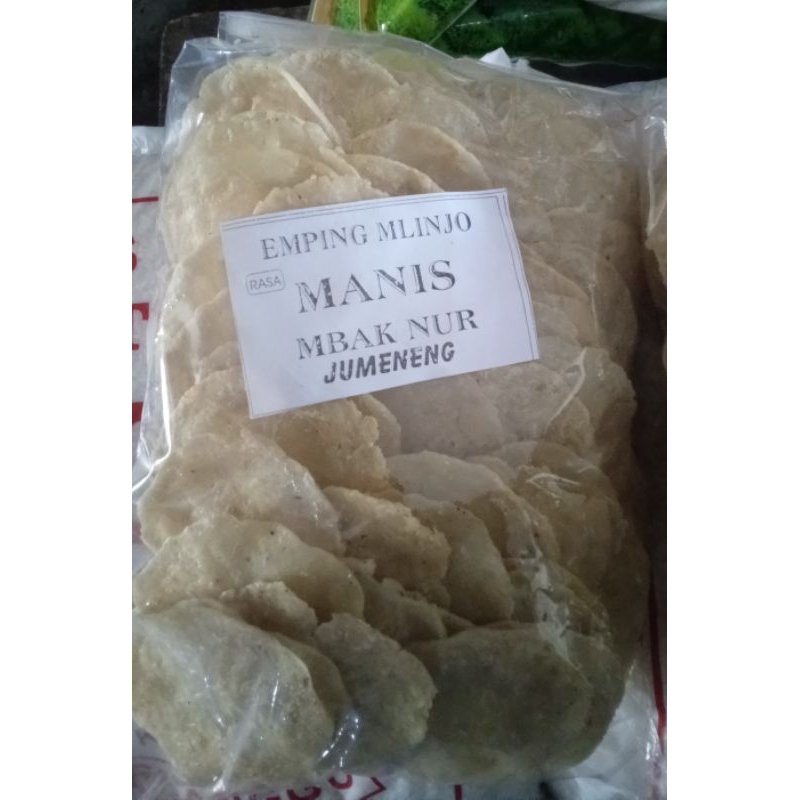 EMPING MLINJO
RASA
MANIS
MBAK NUR
JUMENENG